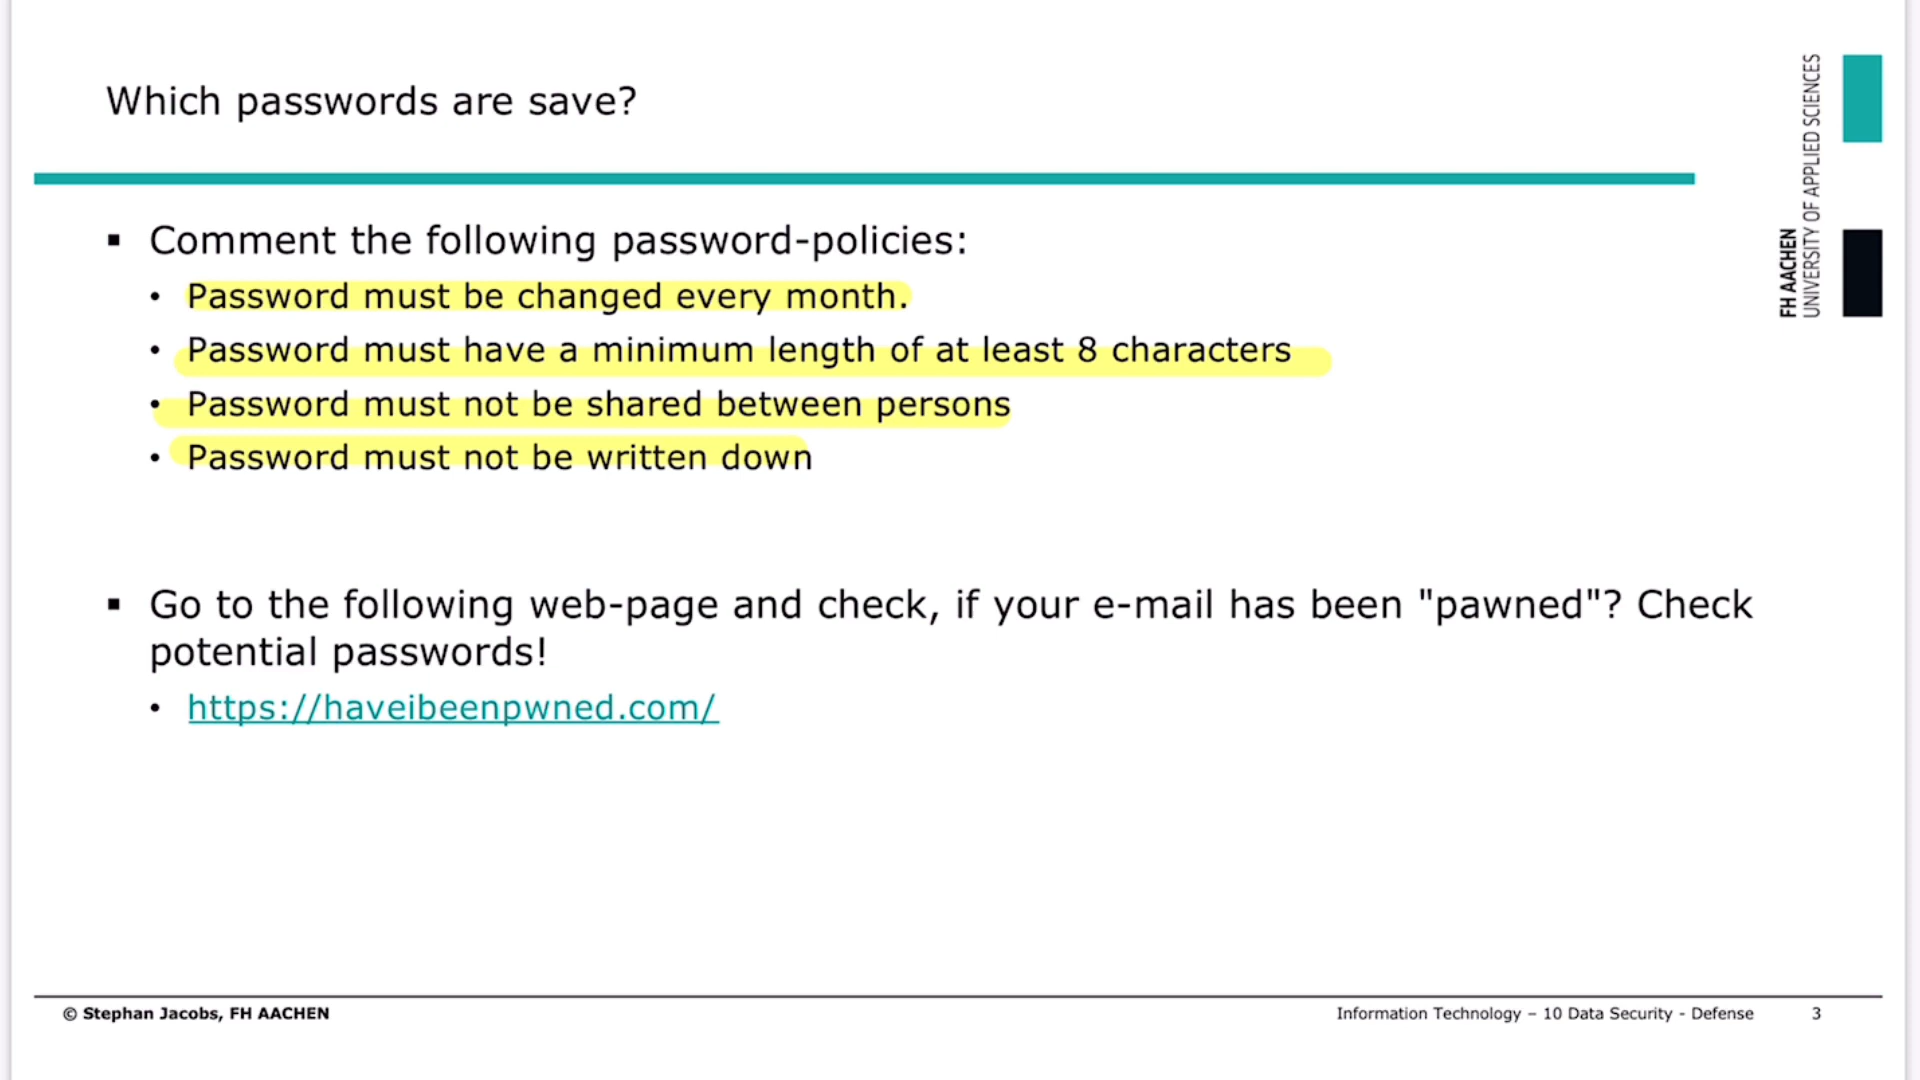 Which passwords are save?
▪ Comment the following password-policies:
• Password must be changed every month.
• Password must have a minimum length of at least 8 characters
• Password must not be shared between persons
• Password must not be written down
▪ Go to the following web-page and check, if your e-mail has been "pawned"? Check
potential passwords!
• https://haveibeenpwned.com/
FH AACHEN
UNIVERSITY OF APPLIED SCIENCES
© Stephan Jacobs, FH AACHEN
Information Technology – 10 Data Security - Defense 3